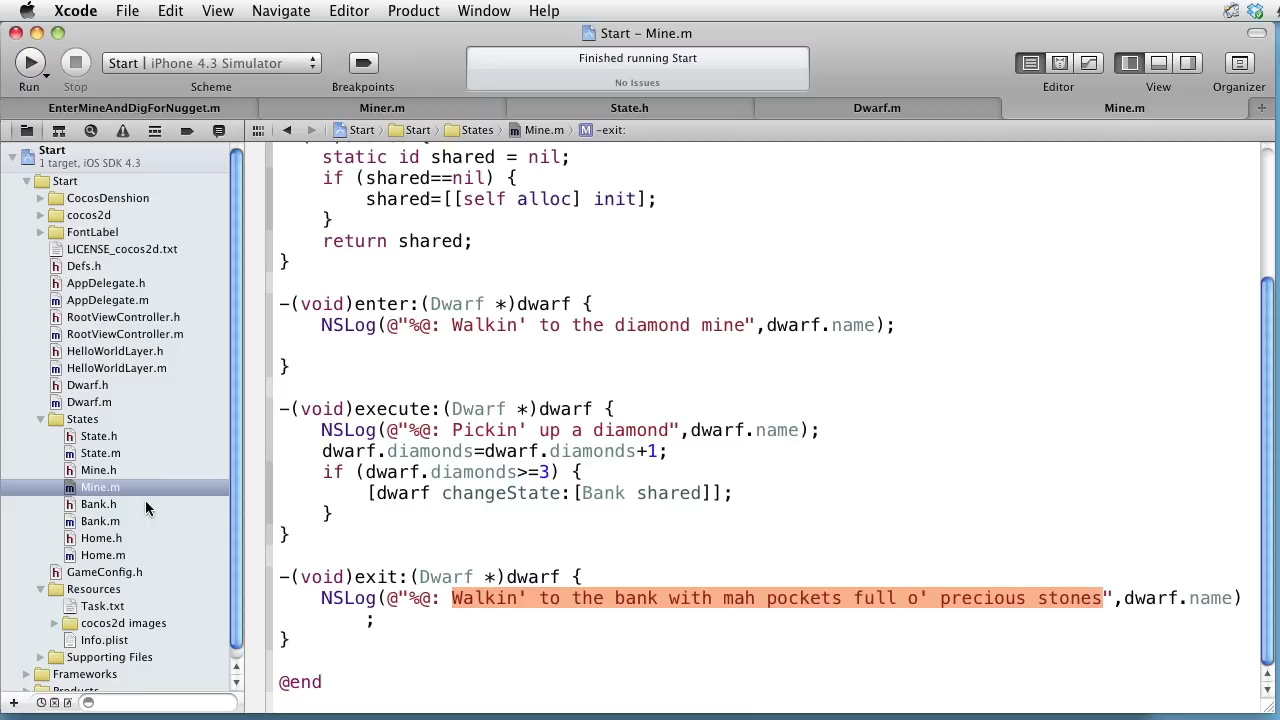 Xcode File Edit View Navigate Editor Product Window Help
Start – Mine.m
Start | iPhone 4.3 Simulator
Finished running Start
No Issues
Run Stop Scheme Breakpoints Editor View Organizer
EnterMineAndDigForNugget.m Miner.m State.h Dwarf.m Mine.m
Start Start States Mine.m M -exit:
Start
1 target, iOS SDK 4.3
Start
CocosDenshion
cocos2d
FontLabel
LICENSE_cocos2d.txt
h Defs.h
h AppDelegate.h
m AppDelegate.m
h RootViewController.h
m RootViewController.m
h HelloWorldLayer.h
m HelloWorldLayer.m
h Dwarf.h
m Dwarf.m
States
h State.h
m State.m
h Mine.h
m Mine.m
h Bank.h
m Bank.m
h Home.h
m Home.m
h GameConfig.h
Resources
Task.txt
cocos2d images
Info.plist
Supporting Files
Frameworks
Products
static id shared = nil;
if (shared==nil) {
shared=[[self alloc] init];
}
return shared;
}
-(void)enter:(Dwarf *)dwarf {
NSLog(@"%@: Walkin' to the diamond mine",dwarf.name);
}
-(void)execute:(Dwarf *)dwarf {
NSLog(@"%@: Pickin' up a diamond",dwarf.name);
dwarf.diamonds=dwarf.diamonds+1;
if (dwarf.diamonds>=3) {
[dwarf changeState:[Bank shared]];
}
}
-(void)exit:(Dwarf *)dwarf {
NSLog(@"%@: Walkin' to the bank with mah pockets full o' precious stones",dwarf.name)
;
}
@end